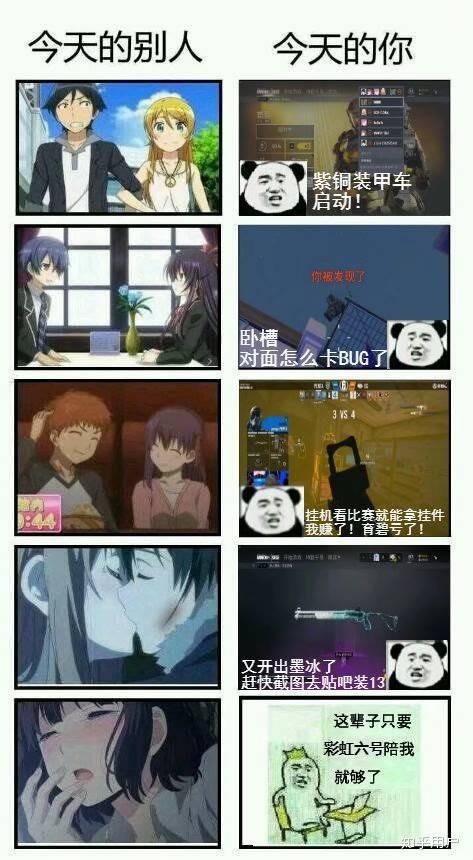 今天的别人
今天的你
紫铜装甲车
启动！
你被发现了
卧槽
对面怎么卡BUG了
3 VS 4
挂机看比赛就能拿挂件
我赚了！育碧亏了！
:44
又开出墨冰了
赶快截图去贴吧装13
这辈子只要
彩虹六号陪我
就够了
知乎用户